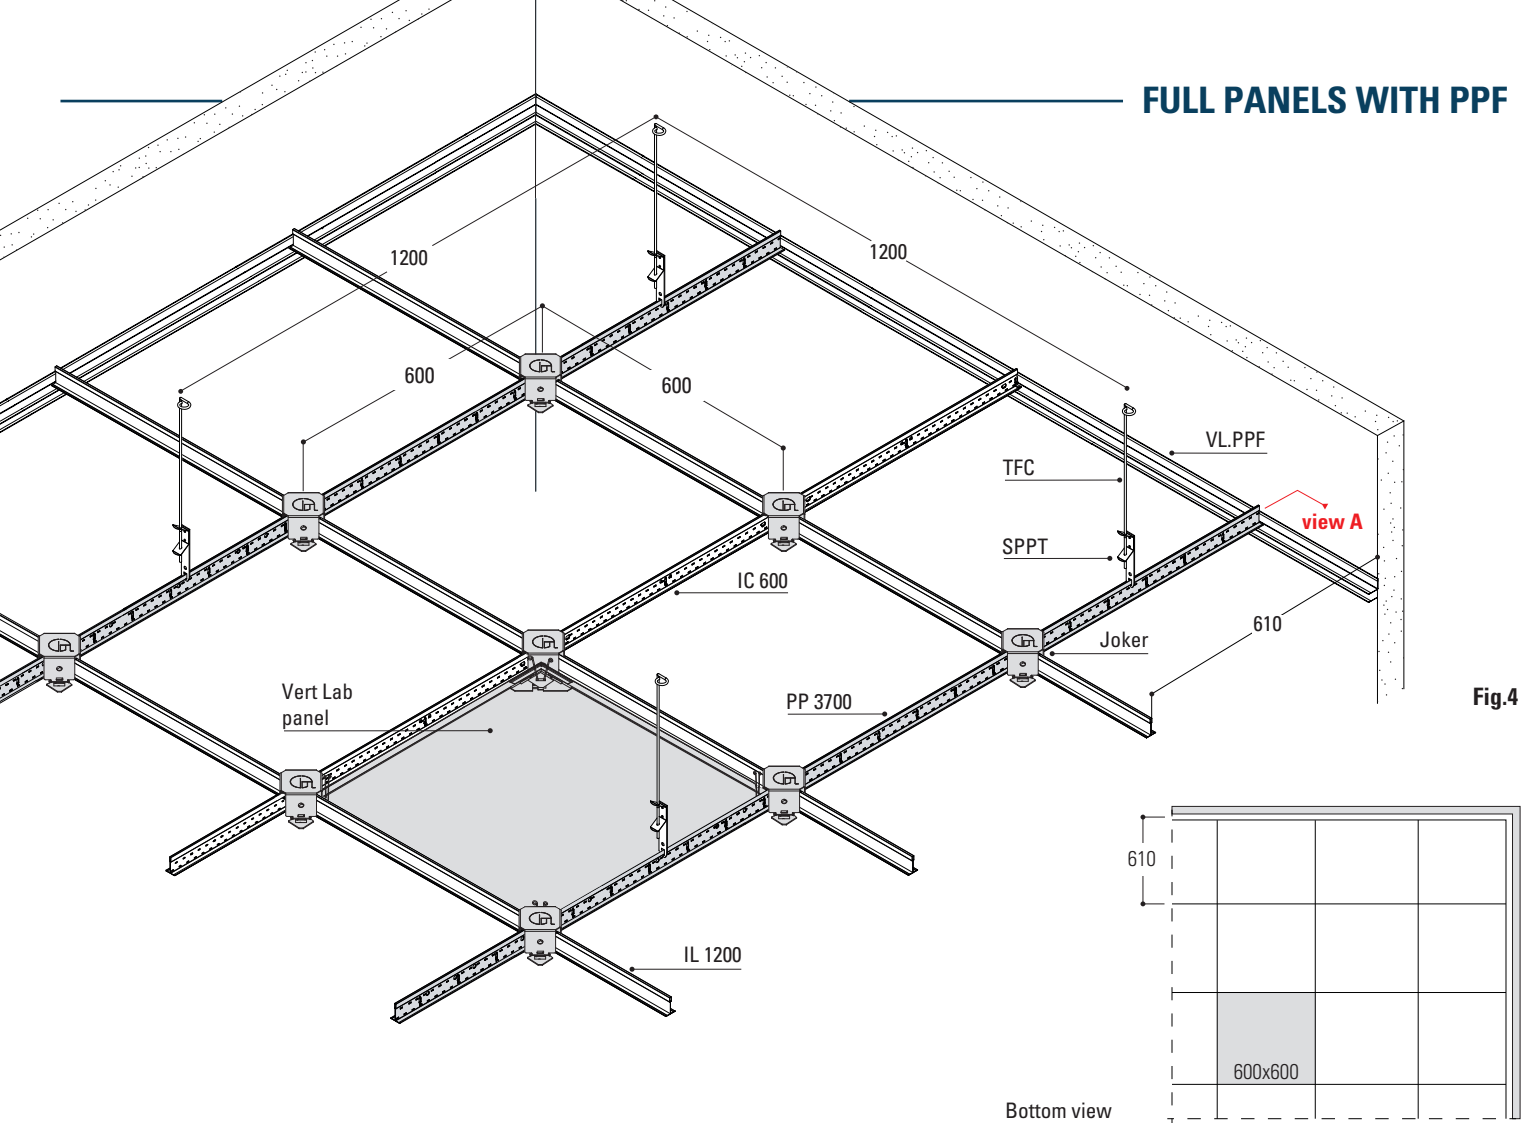 FULL PANELS WITH PPF
1200
1200
600
600
VL.PPF
TFC
view A
SPPT
IC 600
610
Joker
Vert Lab
panel
PP 3700
Fig.4
IL 1200
610
600x600
Bottom view